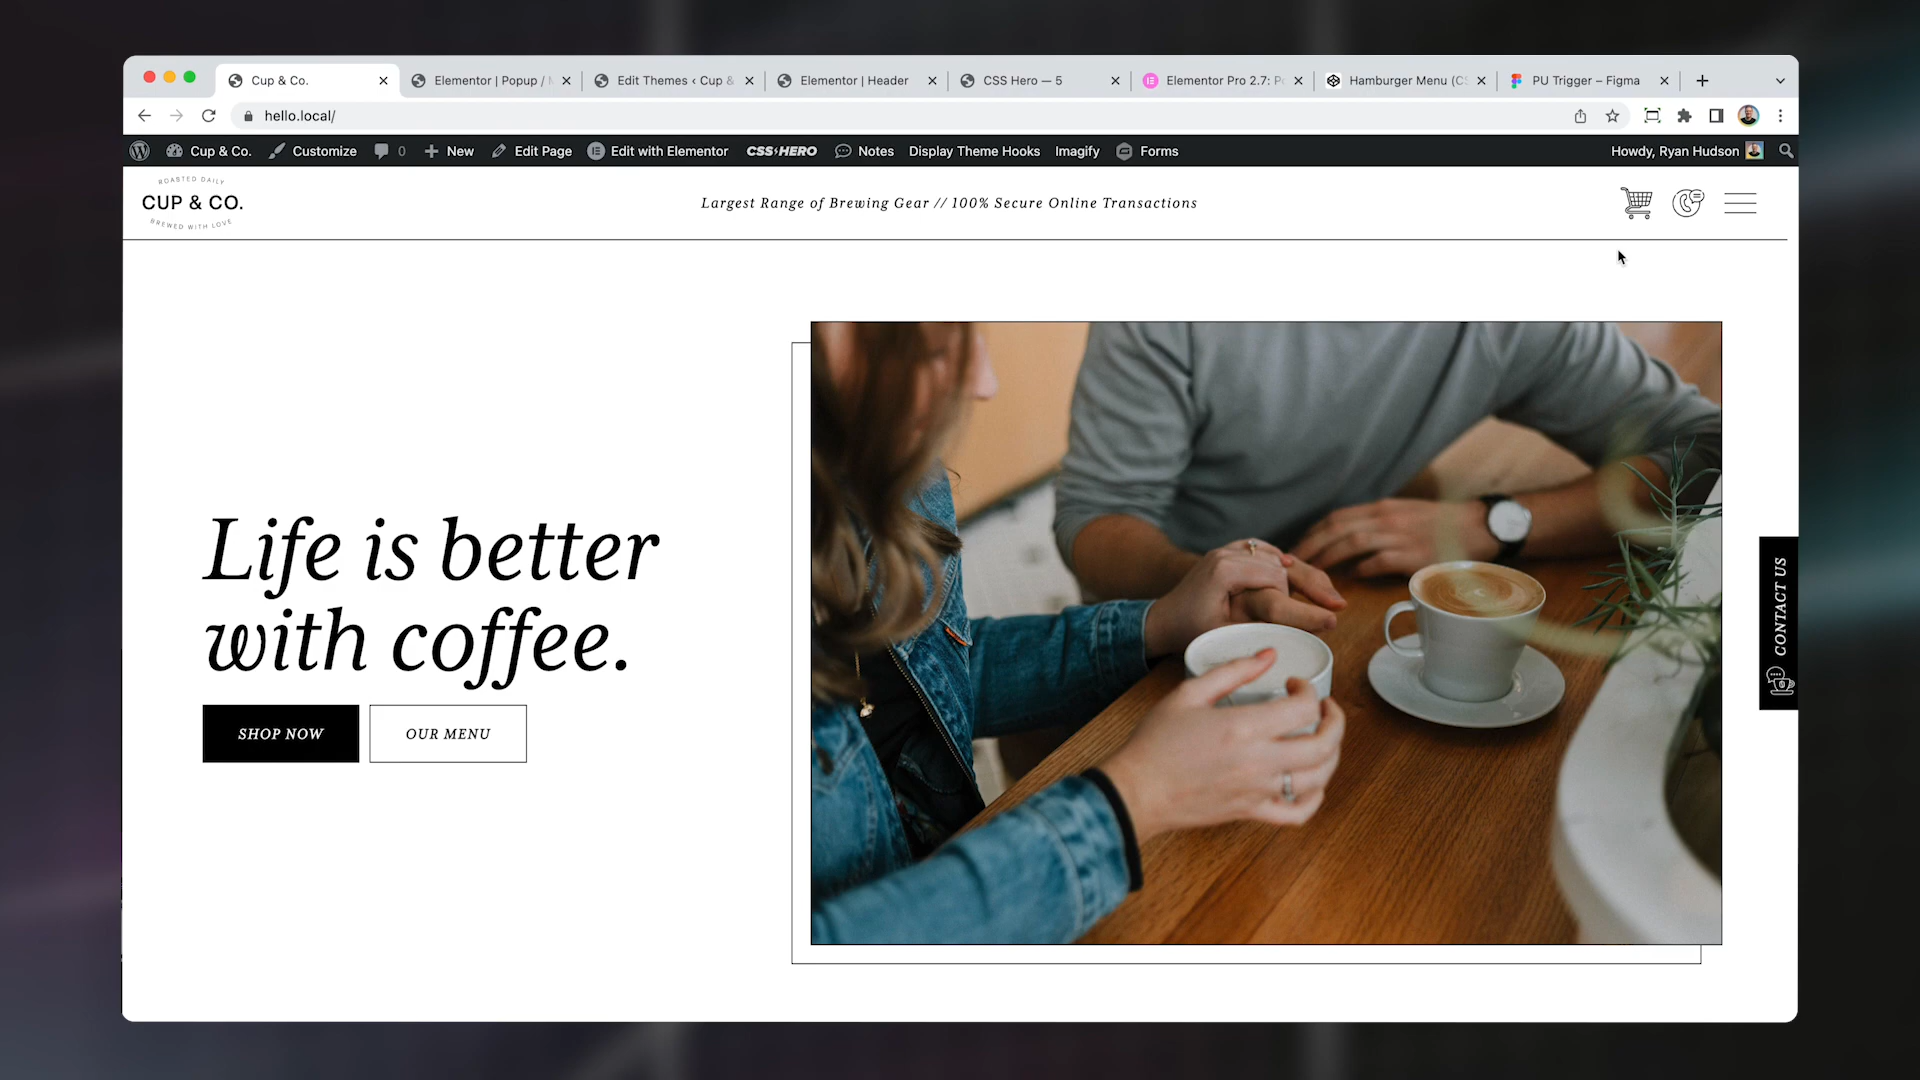 Cup & Co.
Elementor | Popup /
Edit Themes ‹ Cup &
Elementor | Header
CSS Hero — 5
Elementor Pro 2.7: P
Hamburger Menu (C
PU Trigger – Figma
hello.local/
Cup & Co.
Customize
0
New
Edit Page
Edit with Elementor
CSS HERO
Notes
Display Theme Hooks
Imagify
Forms
Howdy, Ryan Hudson
ROASTED DAILY
CUP & CO.
BREWED WITH LOVE
Largest Range of Brewing Gear // 100% Secure Online Transactions
Life is better
with coffee.
SHOP NOW
OUR MENU
CONTACT US